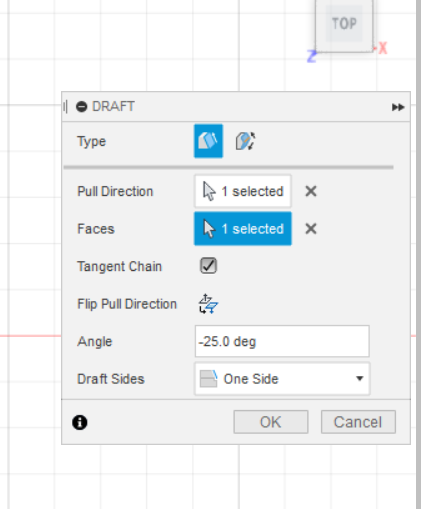 TOP
X
Z
DRAFT
Type
Pull Direction 1 selected
Faces 1 selected
Tangent Chain
Flip Pull Direction
Angle -25.0 deg
Draft Sides One Side
OK Cancel